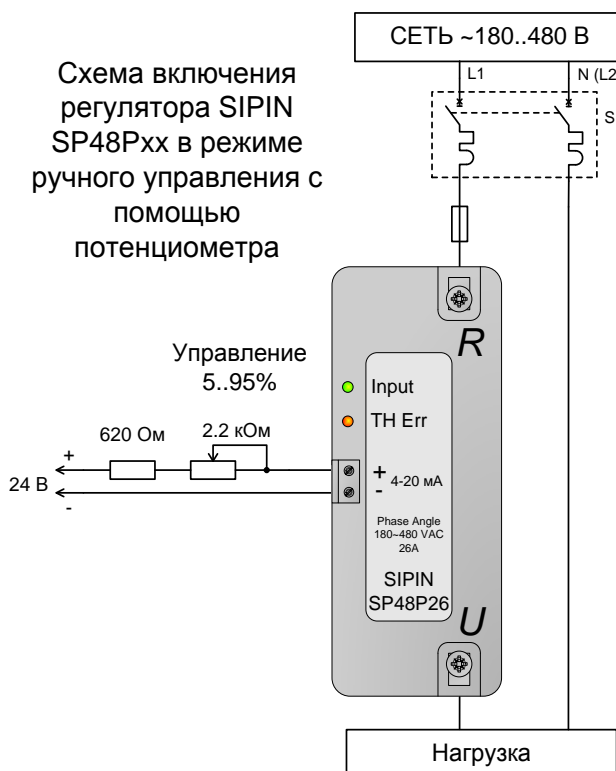 СЕТЬ ~180..480 В
L1
N (L2
S
Схема включения
регулятора SIPIN
SP48Pxx в режиме
ручного управления с
помощью
потенциометра
R
Управление
5..95%
Input
TH Err
620 Ом
2.2 кОм
+
24 В
-
+ 4-20 мА
-
Phase Angle
180~480 VAC
26A
SIPIN
SP48P26
U
Нагрузка